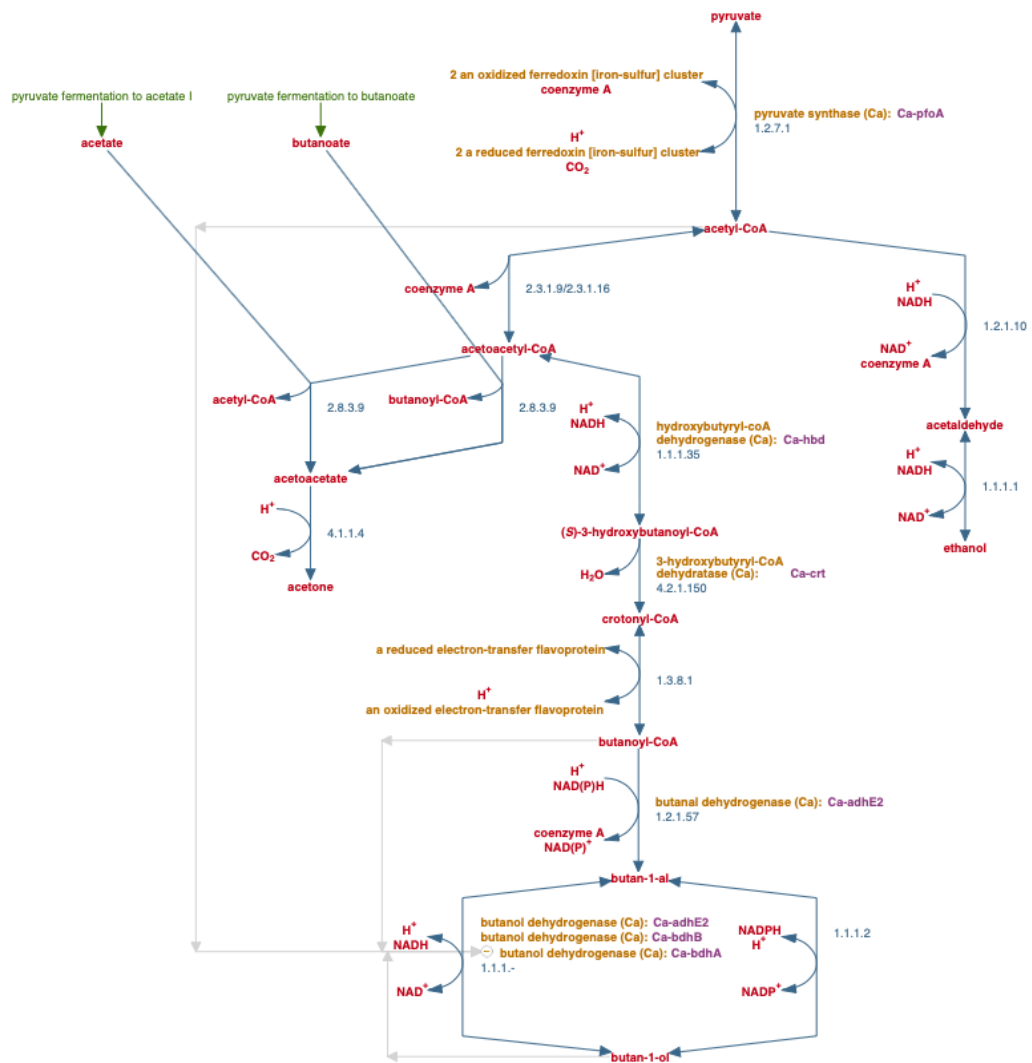 pyruvate
2 an oxidized ferredoxin [iron-sulfur] cluster
coenzyme A
pyruvate synthase (Ca): Ca-pfoA
1.2.7.1
H+
2 a reduced ferredoxin [iron-sulfur] cluster
CO2
pyruvate fermentation to acetate I
pyruvate fermentation to butanoate
acetate
butanoate
acetyl-CoA
coenzyme A
2.3.1.9/2.3.1.16
H+
NADH
1.2.1.10
NAD+
coenzyme A
acetoacetyl-CoA
acetyl-CoA
2.8.3.9
butanoyl-CoA
2.8.3.9
H+
NADH
hydroxybutyryl-coA
dehydrogenase (Ca): Ca-hbd
1.1.1.35
NAD+
acetaldehyde
H+
NADH
1.1.1.1
NAD+
ethanol
acetoacetate
H+
4.1.1.4
CO2
acetone
(S)-3-hydroxybutanoyl-CoA
H2O
3-hydroxybutyryl-CoA
dehydratase (Ca): Ca-crt
4.2.1.150
crotonyl-CoA
a reduced electron-transfer flavoprotein
1.3.8.1
H+
an oxidized electron-transfer flavoprotein
butanoyl-CoA
H+
NAD(P)H
butanal dehydrogenase (Ca): Ca-adhE2
1.2.1.57
coenzyme A
NAD(P)+
butan-1-al
H+
NADH
butanol dehydrogenase (Ca): Ca-adhE2
butanol dehydrogenase (Ca): Ca-bdhB
butanol dehydrogenase (Ca): Ca-bdhA
1.1.1.-
NAD+
NADPH
H+
1.1.1.2
NADP+
butan-1-ol